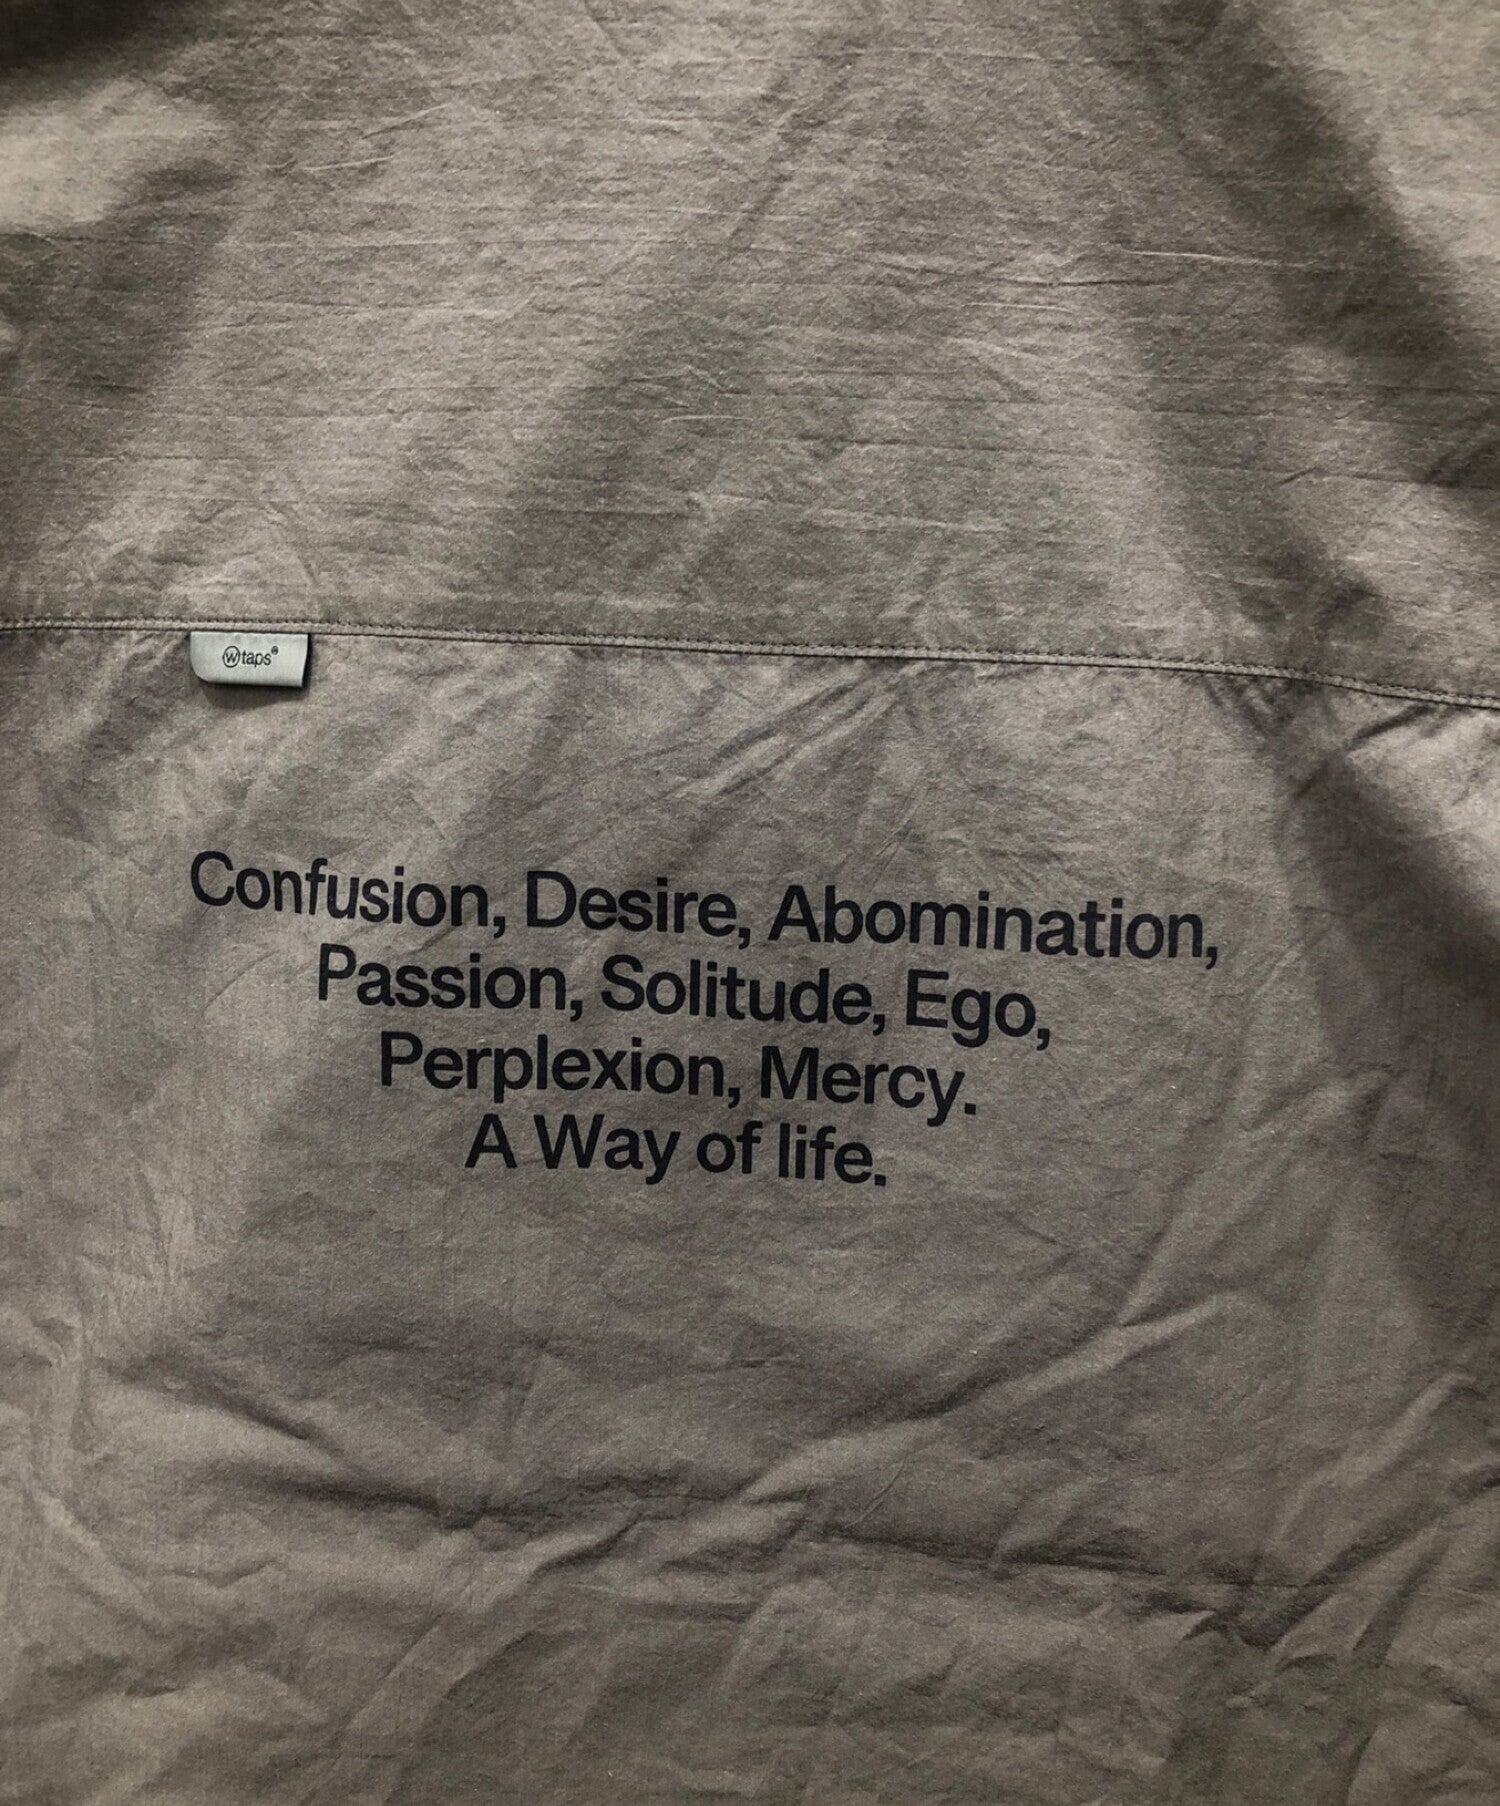 Ⓦtaps®
Confusion, Desire, Abomination,
Passion, Solitude, Ego,
Perplexion, Mercy.
A Way of life.